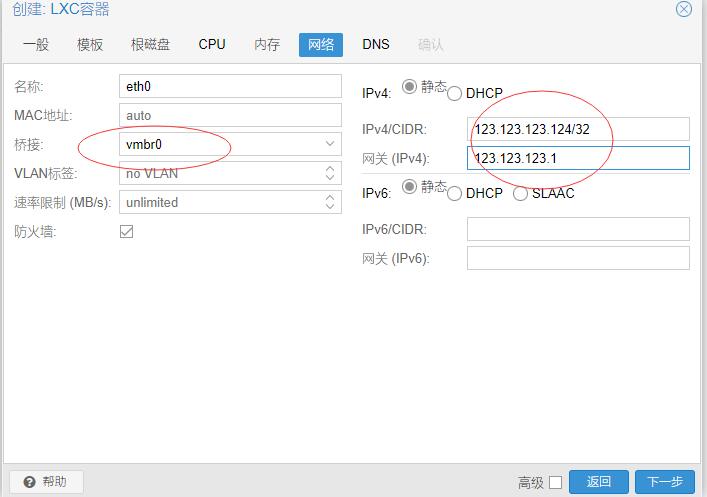 创建: LXC容器
一般 模板 根磁盘 CPU 内存 网络 DNS 确认
名称: eth0
MAC地址: auto
桥接: vmbr0
VLAN标签: no VLAN
速率限制 (MB/s): unlimited
防火墙:
IPv4: 静态 DHCP
IPv4/CIDR: 123.123.123.124/32
网关 (IPv4): 123.123.123.1
IPv6: 静态 DHCP SLAAC
IPv6/CIDR:
网关 (IPv6):
帮助 高级 返回 下一步